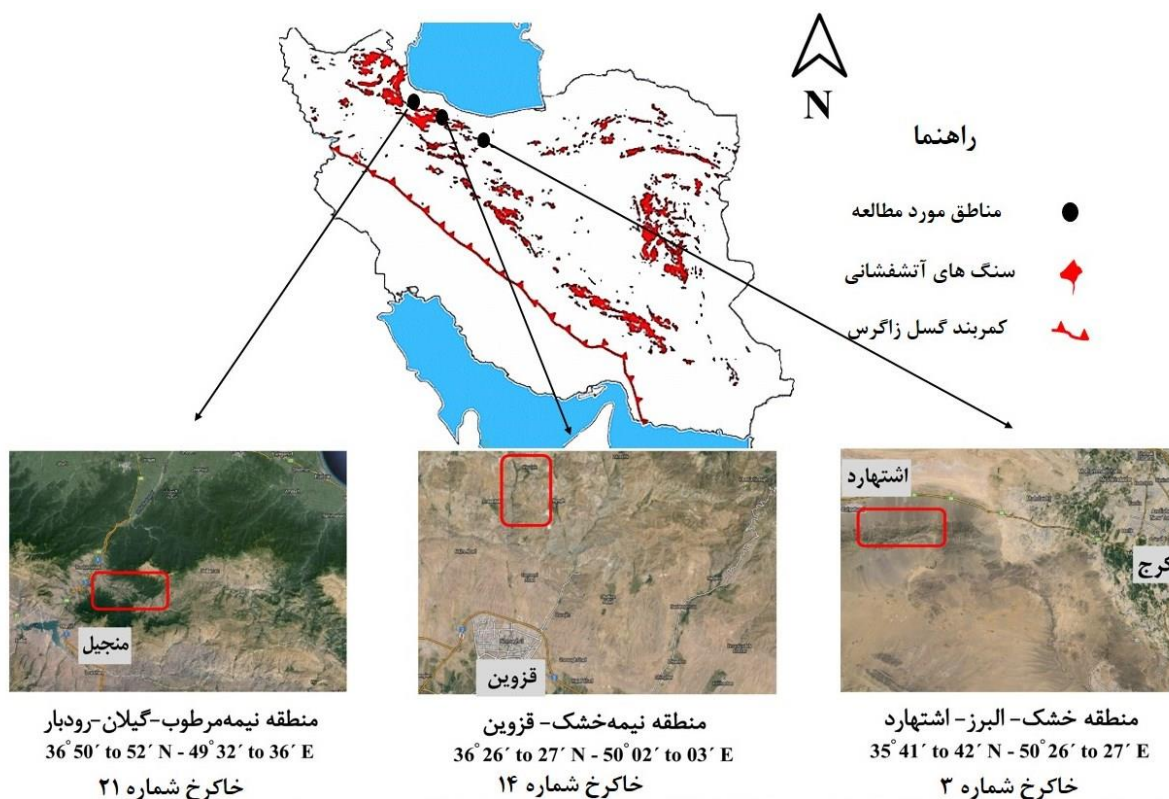 N
راهنما
مناطق مورد مطالعه
سنگ های آتشفشانی
کمربند گسل زاگرس
منجیل
قزوین
اشتهارد
کرج
منطقه نیمه‌مرطوب-گیلان-رودبار
36°50′ to 52′ N - 49°32′ to 36′ E
خاکرخ شماره ۲۱
منطقه نیمه‌خشک- قزوین
36°26′ to 27′ N - 50°02′ to 03′ E
خاکرخ شماره ۱۴
منطقه خشک- البرز- اشتهارد
35°41′ to 42′ N - 50°26′ to 27′ E
خاکرخ شماره ۳